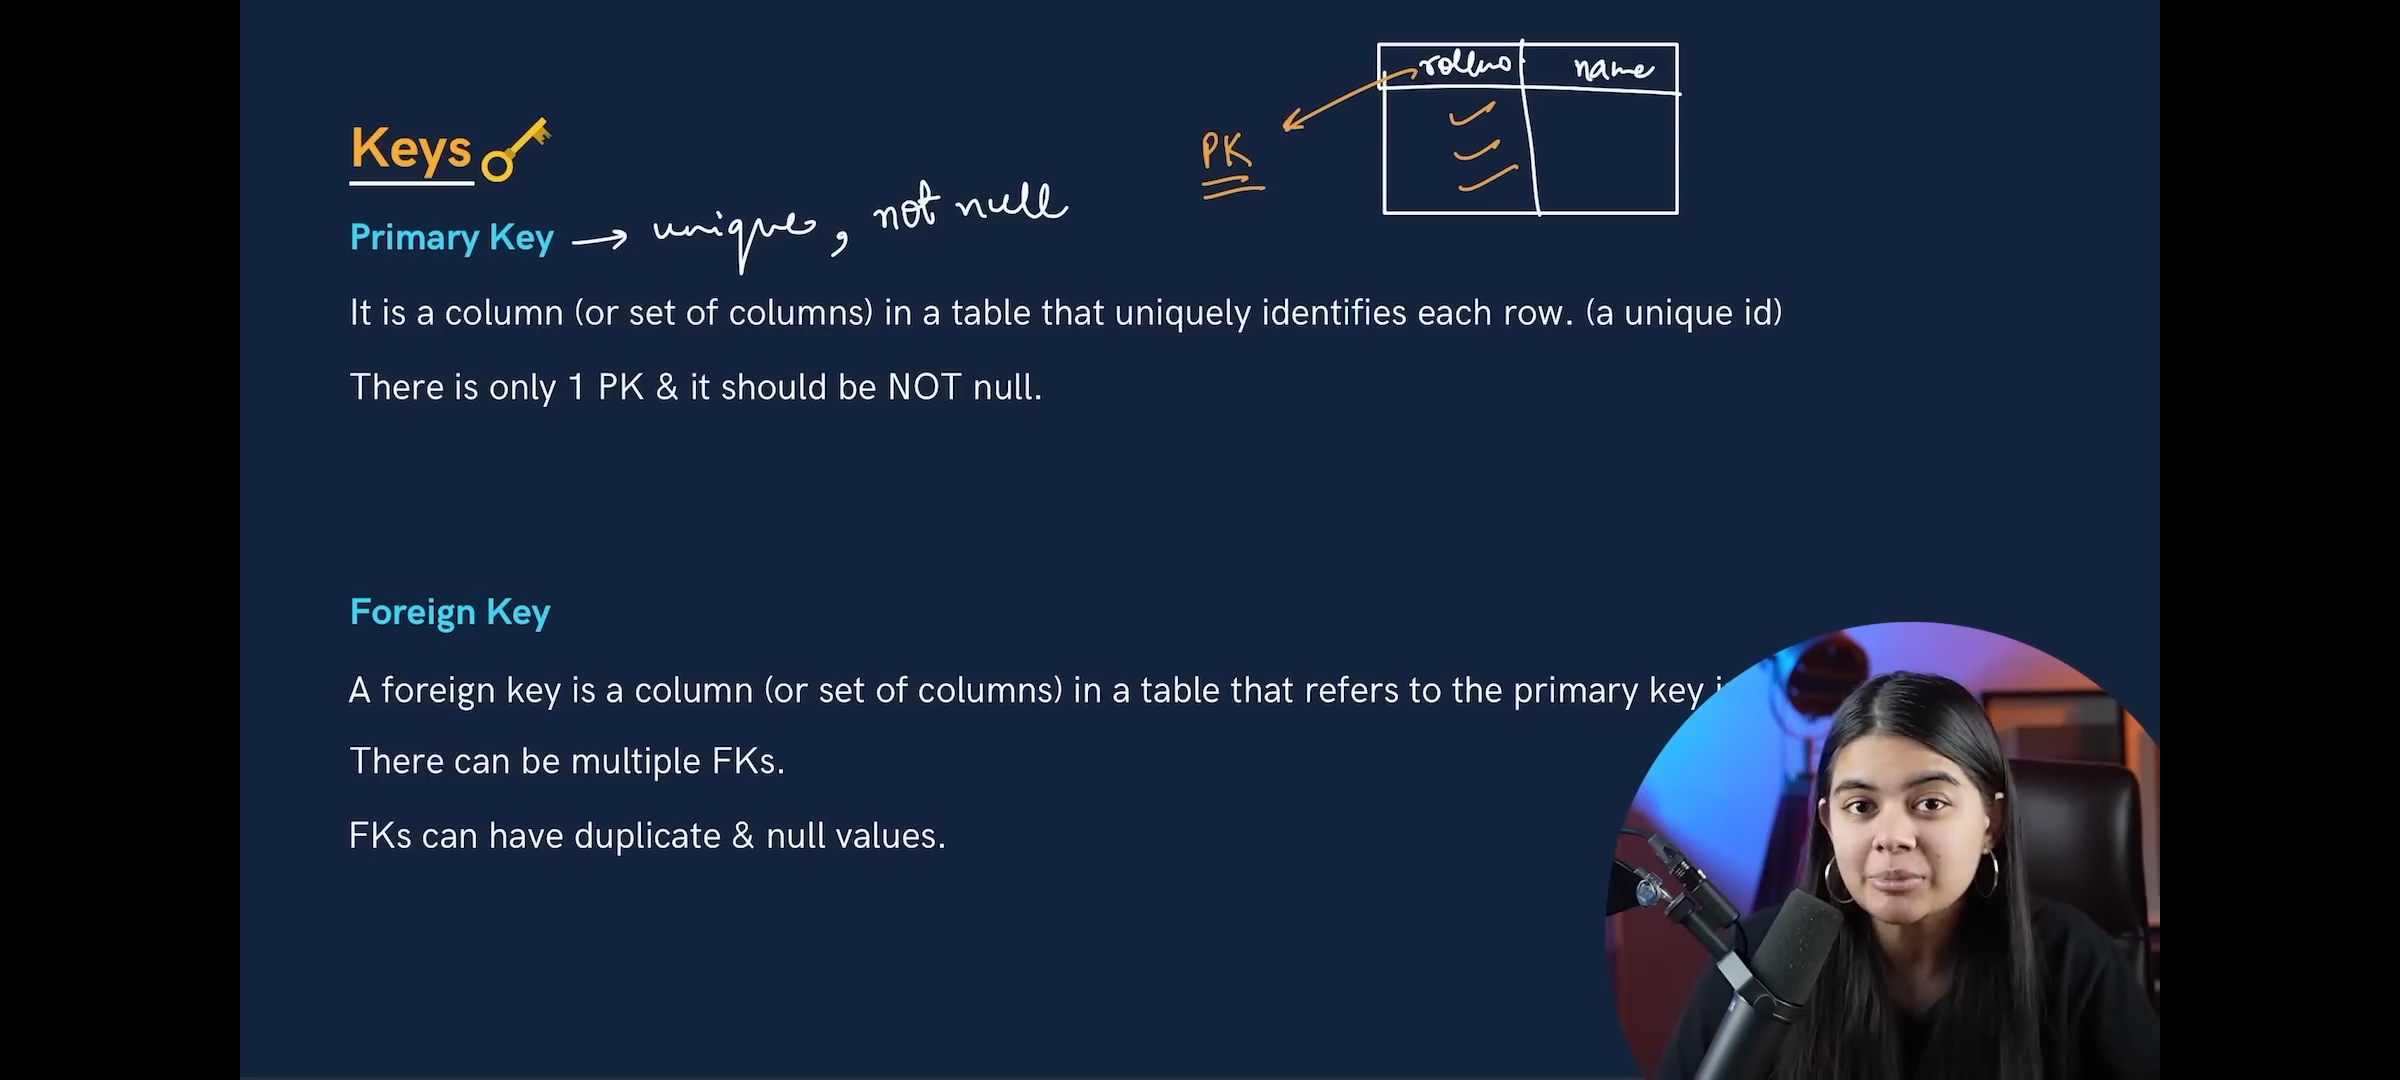 rollno name
Keys
PK
Primary Key → unique, not null
It is a column (or set of columns) in a table that uniquely identifies each row. (a unique id)
There is only 1 PK & it should be NOT null.
Foreign Key
A foreign key is a column (or set of columns) in a table that refers to the primary key
There can be multiple FKs.
FKs can have duplicate & null values.